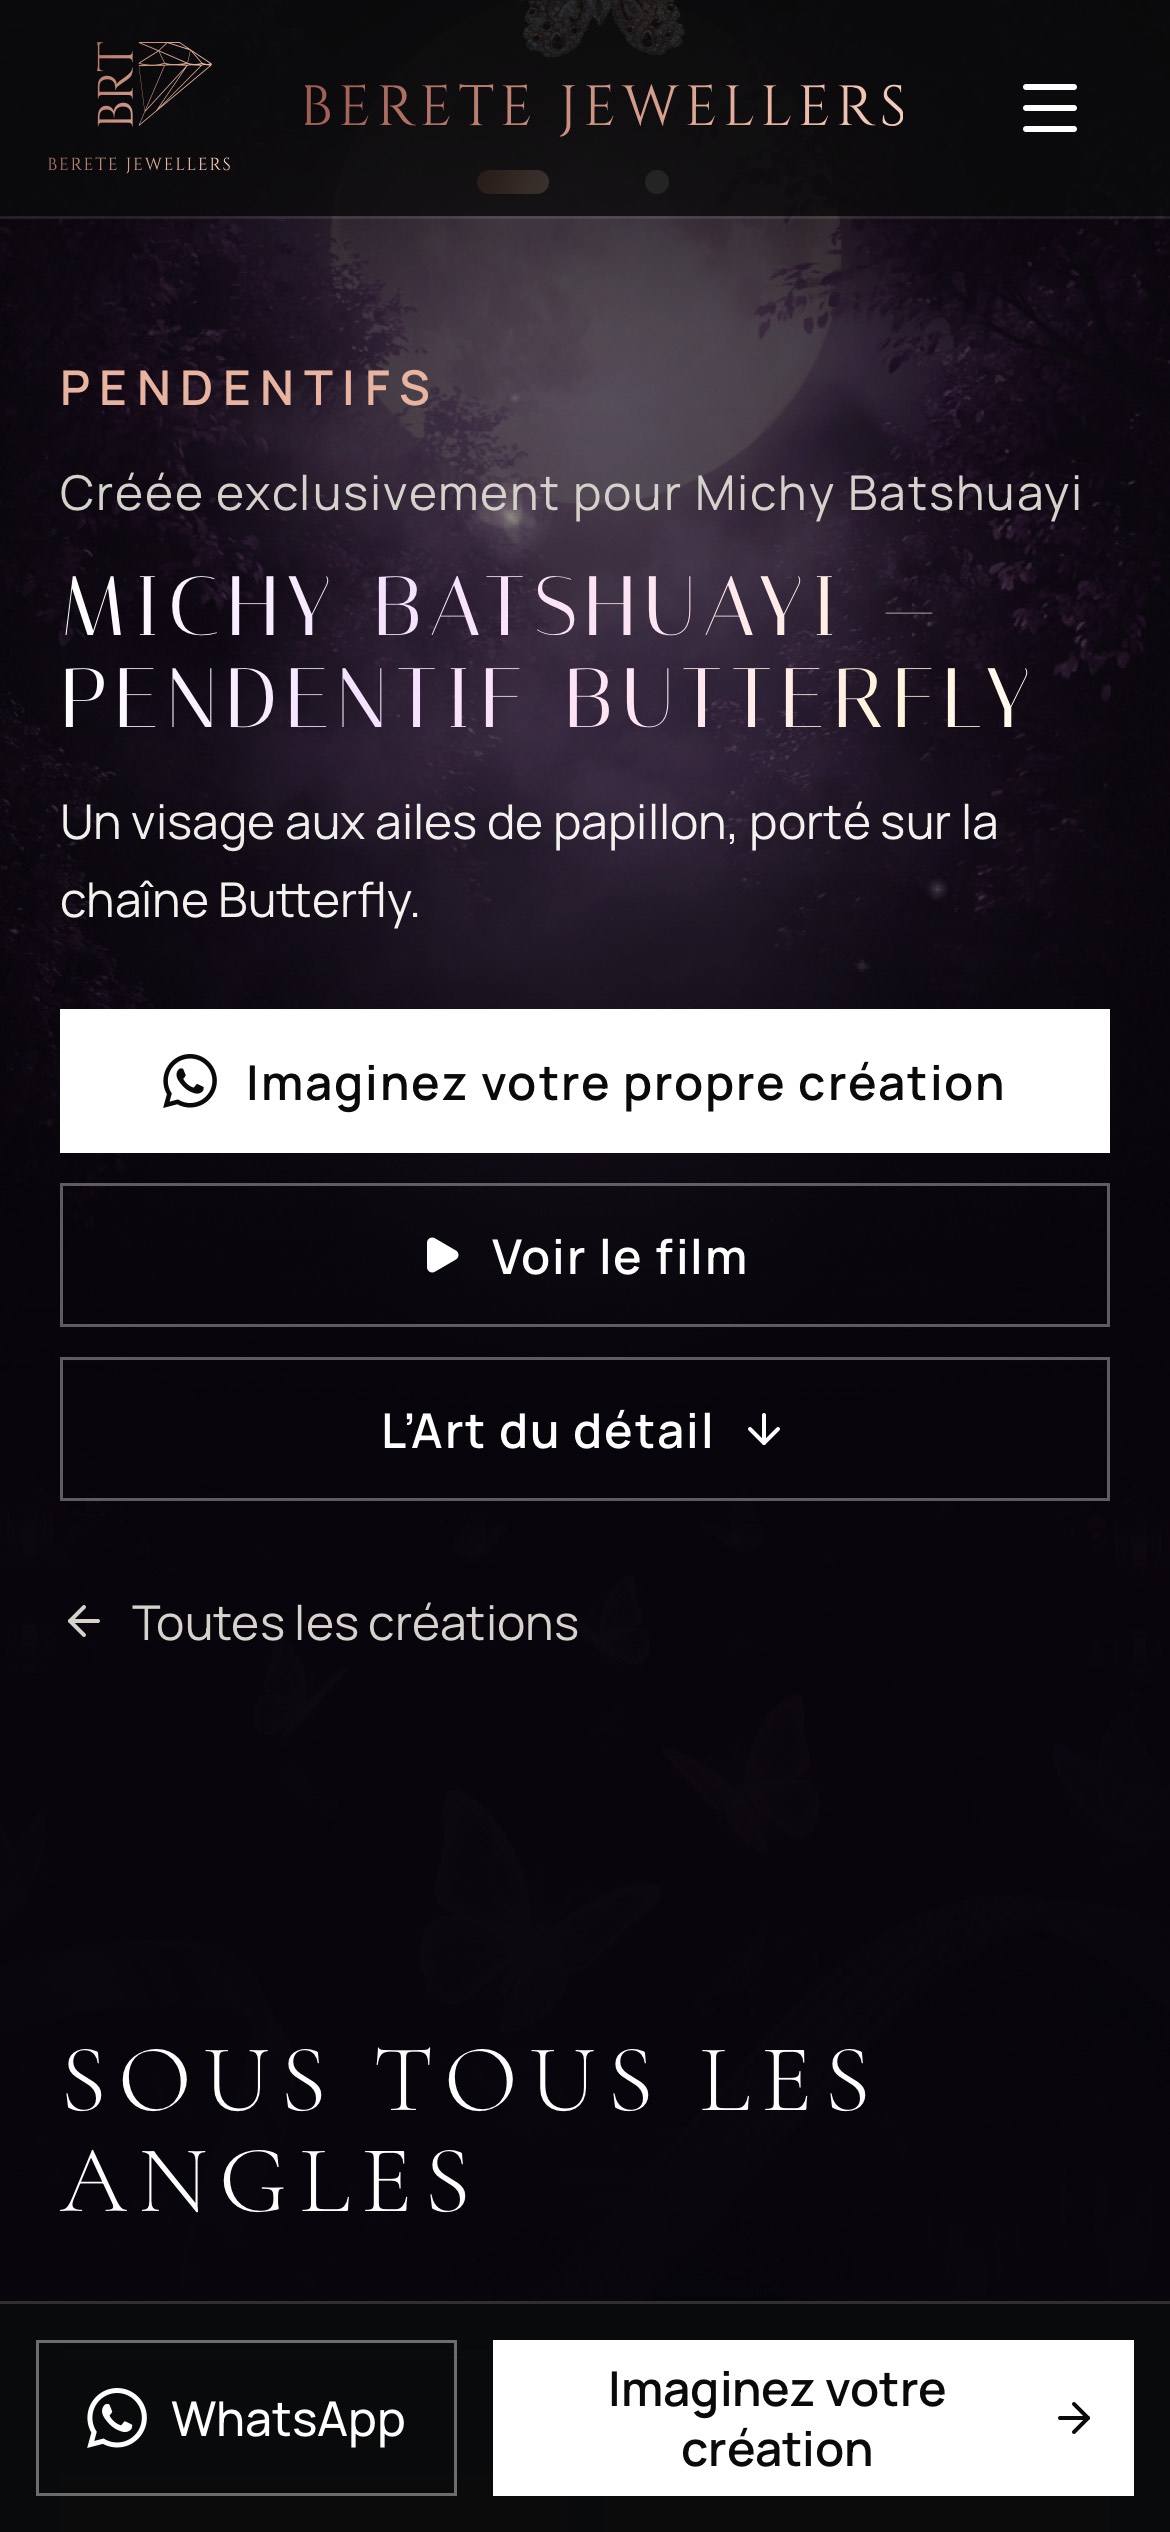 BRT
BERETE JEWELLERS
BERETE JEWELLERS
PENDENTIFS
Créée exclusivement pour Michy Batshuayi
MICHY BATSHUAYI —
PENDENTIF BUTTERFLY
Un visage aux ailes de papillon, porté sur la
chaîne Butterfly.
Imaginez votre propre création
Voir le film
L’Art du détail ↓
← Toutes les créations
SOUS TOUS LES
ANGLES
WhatsApp
Imaginez votre
création →